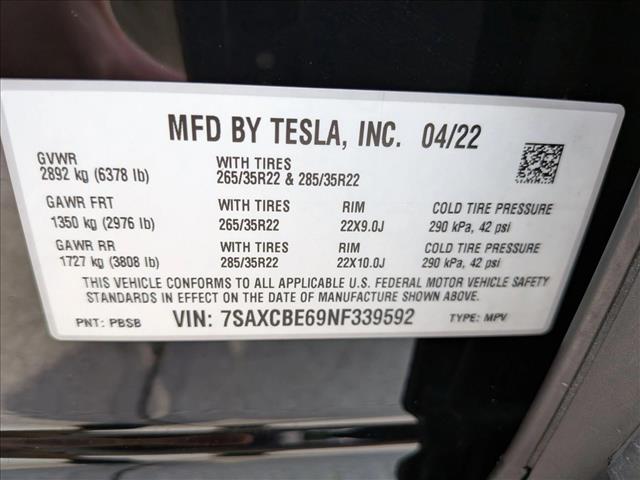 MFD BY TESLA, INC. 04/22
GVWR
2892 kg (6378 lb)
WITH TIRES
265/35R22 & 285/35R22
GAWR FRT
1350 kg (2976 lb)
WITH TIRES
265/35R22
RIM
22X9.0J
COLD TIRE PRESSURE
290 kPa, 42 psi
GAWR RR
1727 kg (3808 lb)
WITH TIRES
285/35R22
RIM
22X10.0J
COLD TIRE PRESSURE
290 kPa, 42 psi
THIS VEHICLE CONFORMS TO ALL APPLICABLE U.S. FEDERAL MOTOR VEHICLE SAFETY
STANDARDS IN EFFECT ON THE DATE OF MANUFACTURE SHOWN ABOVE.
PNT: PBSB VIN: 7SAXCBE69NF339592 TYPE: MPV